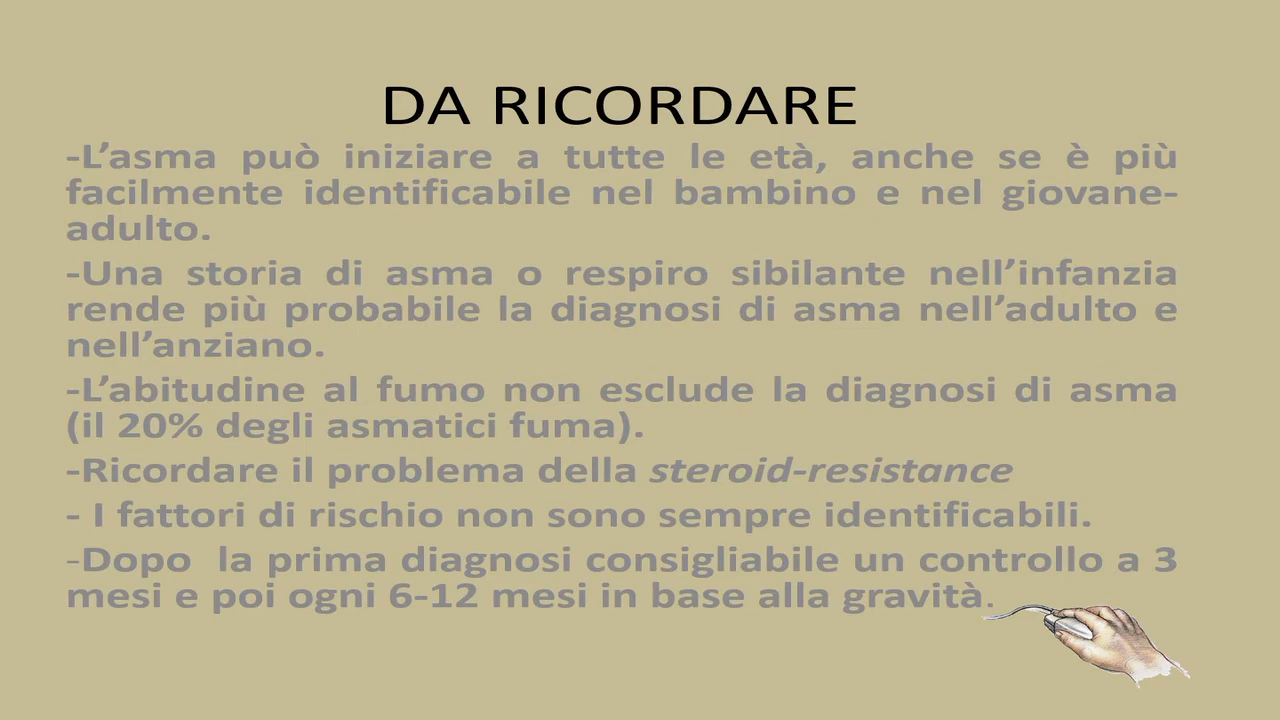 DA RICORDARE
-L’asma può iniziare a tutte le età, anche se è più
facilmente identificabile nel bambino e nel giovane-
adulto.
-Una storia di asma o respiro sibilante nell’infanzia
rende più probabile la diagnosi di asma nell’adulto e
nell’anziano.
-L’abitudine al fumo non esclude la diagnosi di asma
(il 20% degli asmatici fuma).
-Ricordare il problema della steroid-resistance
- I fattori di rischio non sono sempre identificabili.
-Dopo  la prima diagnosi consigliabile un controllo a 3
mesi e poi ogni 6-12 mesi in base alla gravità.